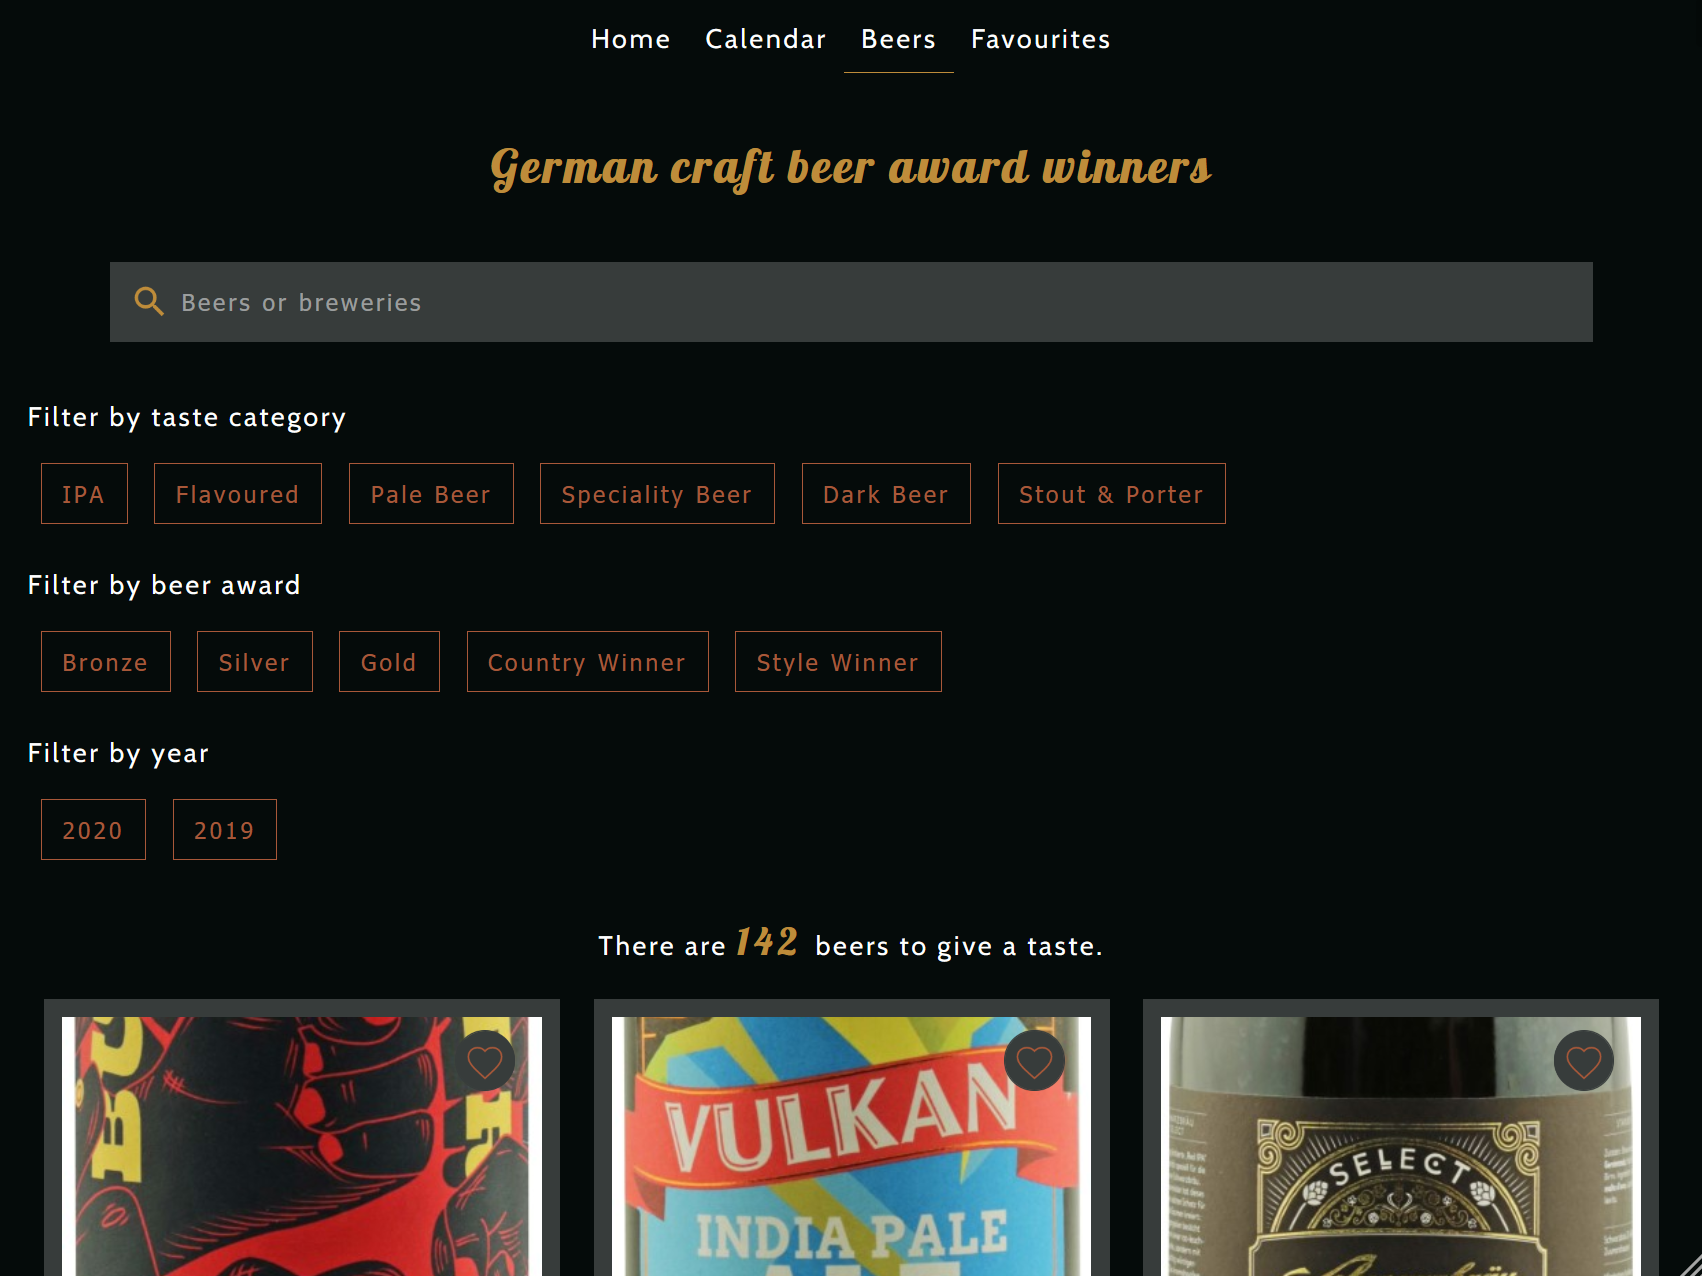 Home Calendar Beers Favourites
German craft beer award winners
Beers or breweries
Filter by taste category
IPA Flavoured Pale Beer Speciality Beer Dark Beer Stout & Porter
Filter by beer award
Bronze Silver Gold Country Winner Style Winner
Filter by year
2020 2019
There are 142 beers to give a taste.
VULKAN
INDIA PALE
SELECT